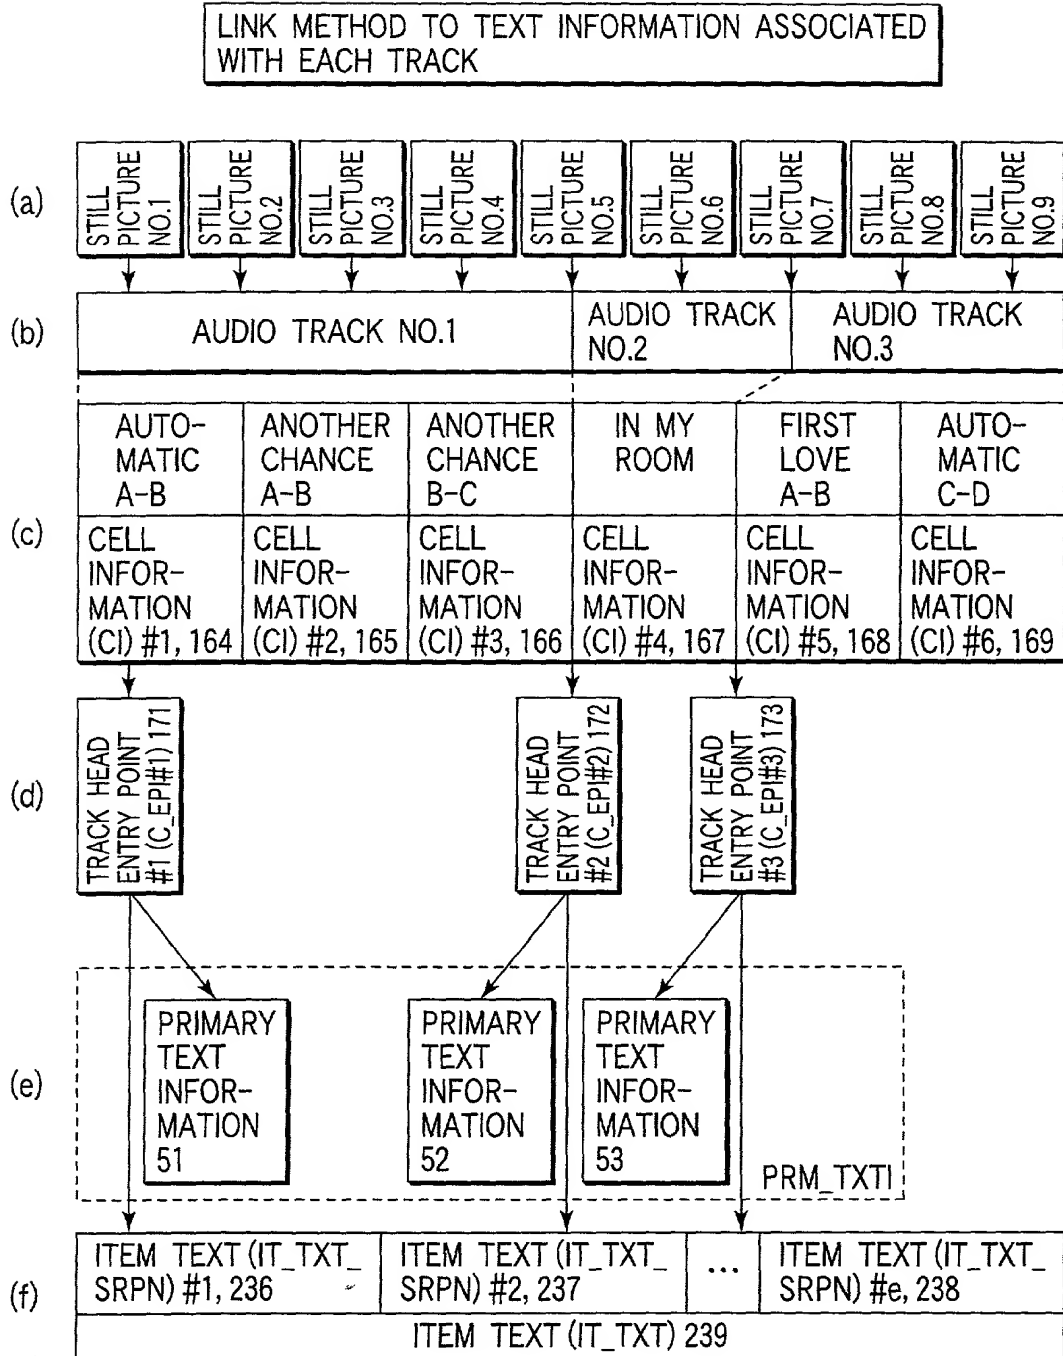 LINK METHOD TO TEXT INFORMATION ASSOCIATED
WITH EACH TRACK
(a)
STILL
PICTURE
NO.1
STILL
PICTURE
NO.2
STILL
PICTURE
NO.3
STILL
PICTURE
NO.4
STILL
PICTURE
NO.5
STILL
PICTURE
NO.6
STILL
PICTURE
NO.7
STILL
PICTURE
NO.8
STILL
PICTURE
NO.9
(b)
AUDIO TRACK NO.1
AUDIO TRACK
NO.2
AUDIO TRACK
NO.3
(c)
AUTO-
MATIC
A-B
ANOTHER
CHANCE
A-B
ANOTHER
CHANCE
B-C
IN MY
ROOM
FIRST
LOVE
A-B
AUTO-
MATIC
C-D
CELL
INFOR-
MATION
(CI) #1, 164
CELL
INFOR-
MATION
(CI) #2, 165
CELL
INFOR-
MATION
(CI) #3, 166
CELL
INFOR-
MATION
(CI) #4, 167
CELL
INFOR-
MATION
(CI) #5, 168
CELL
INFOR-
MATION
(CI) #6, 169
(d)
TRACK HEAD
ENTRY POINT
#1 (C_EPI#1) 171
TRACK HEAD
ENTRY POINT
#2 (C_EPI#2) 172
TRACK HEAD
ENTRY POINT
#3 (C_EPI#3) 173
(e)
PRIMARY
TEXT
INFOR-
MATION
51
PRIMARY
TEXT
INFOR-
MATION
52
PRIMARY
TEXT
INFOR-
MATION
53
PRM_TXTI
(f)
ITEM TEXT (IT_TXT_
SRPN) #1, 236
ITEM TEXT (IT_TXT_
SRPN) #2, 237
...
ITEM TEXT (IT_TXT_
SRPN) #e, 238
ITEM TEXT (IT_TXT) 239